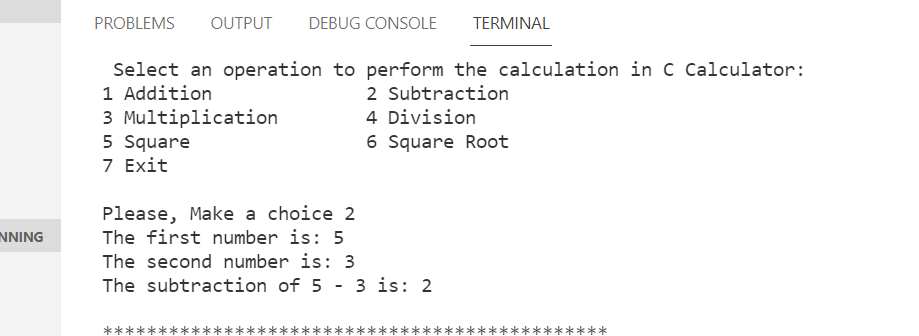 PROBLEMS OUTPUT DEBUG CONSOLE TERMINAL
Select an operation to perform the calculation in C Calculator:
1 Addition 2 Subtraction
3 Multiplication 4 Division
5 Square 6 Square Root
7 Exit
Please, Make a choice 2
NNING
The first number is: 5
The second number is: 3
The subtraction of 5 - 3 is: 2
**********************************************